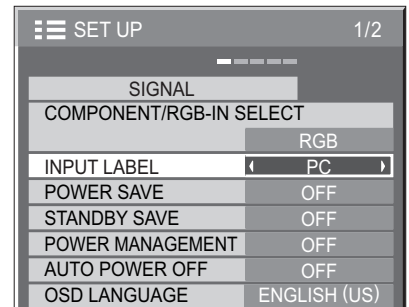 SET UP 1/2
SIGNAL
COMPONENT/RGB-IN SELECT
RGB
INPUT LABEL PC
POWER SAVE OFF
STANDBY SAVE OFF
POWER MANAGEMENT OFF
AUTO POWER OFF OFF
OSD LANGUAGE ENGLISH (US)